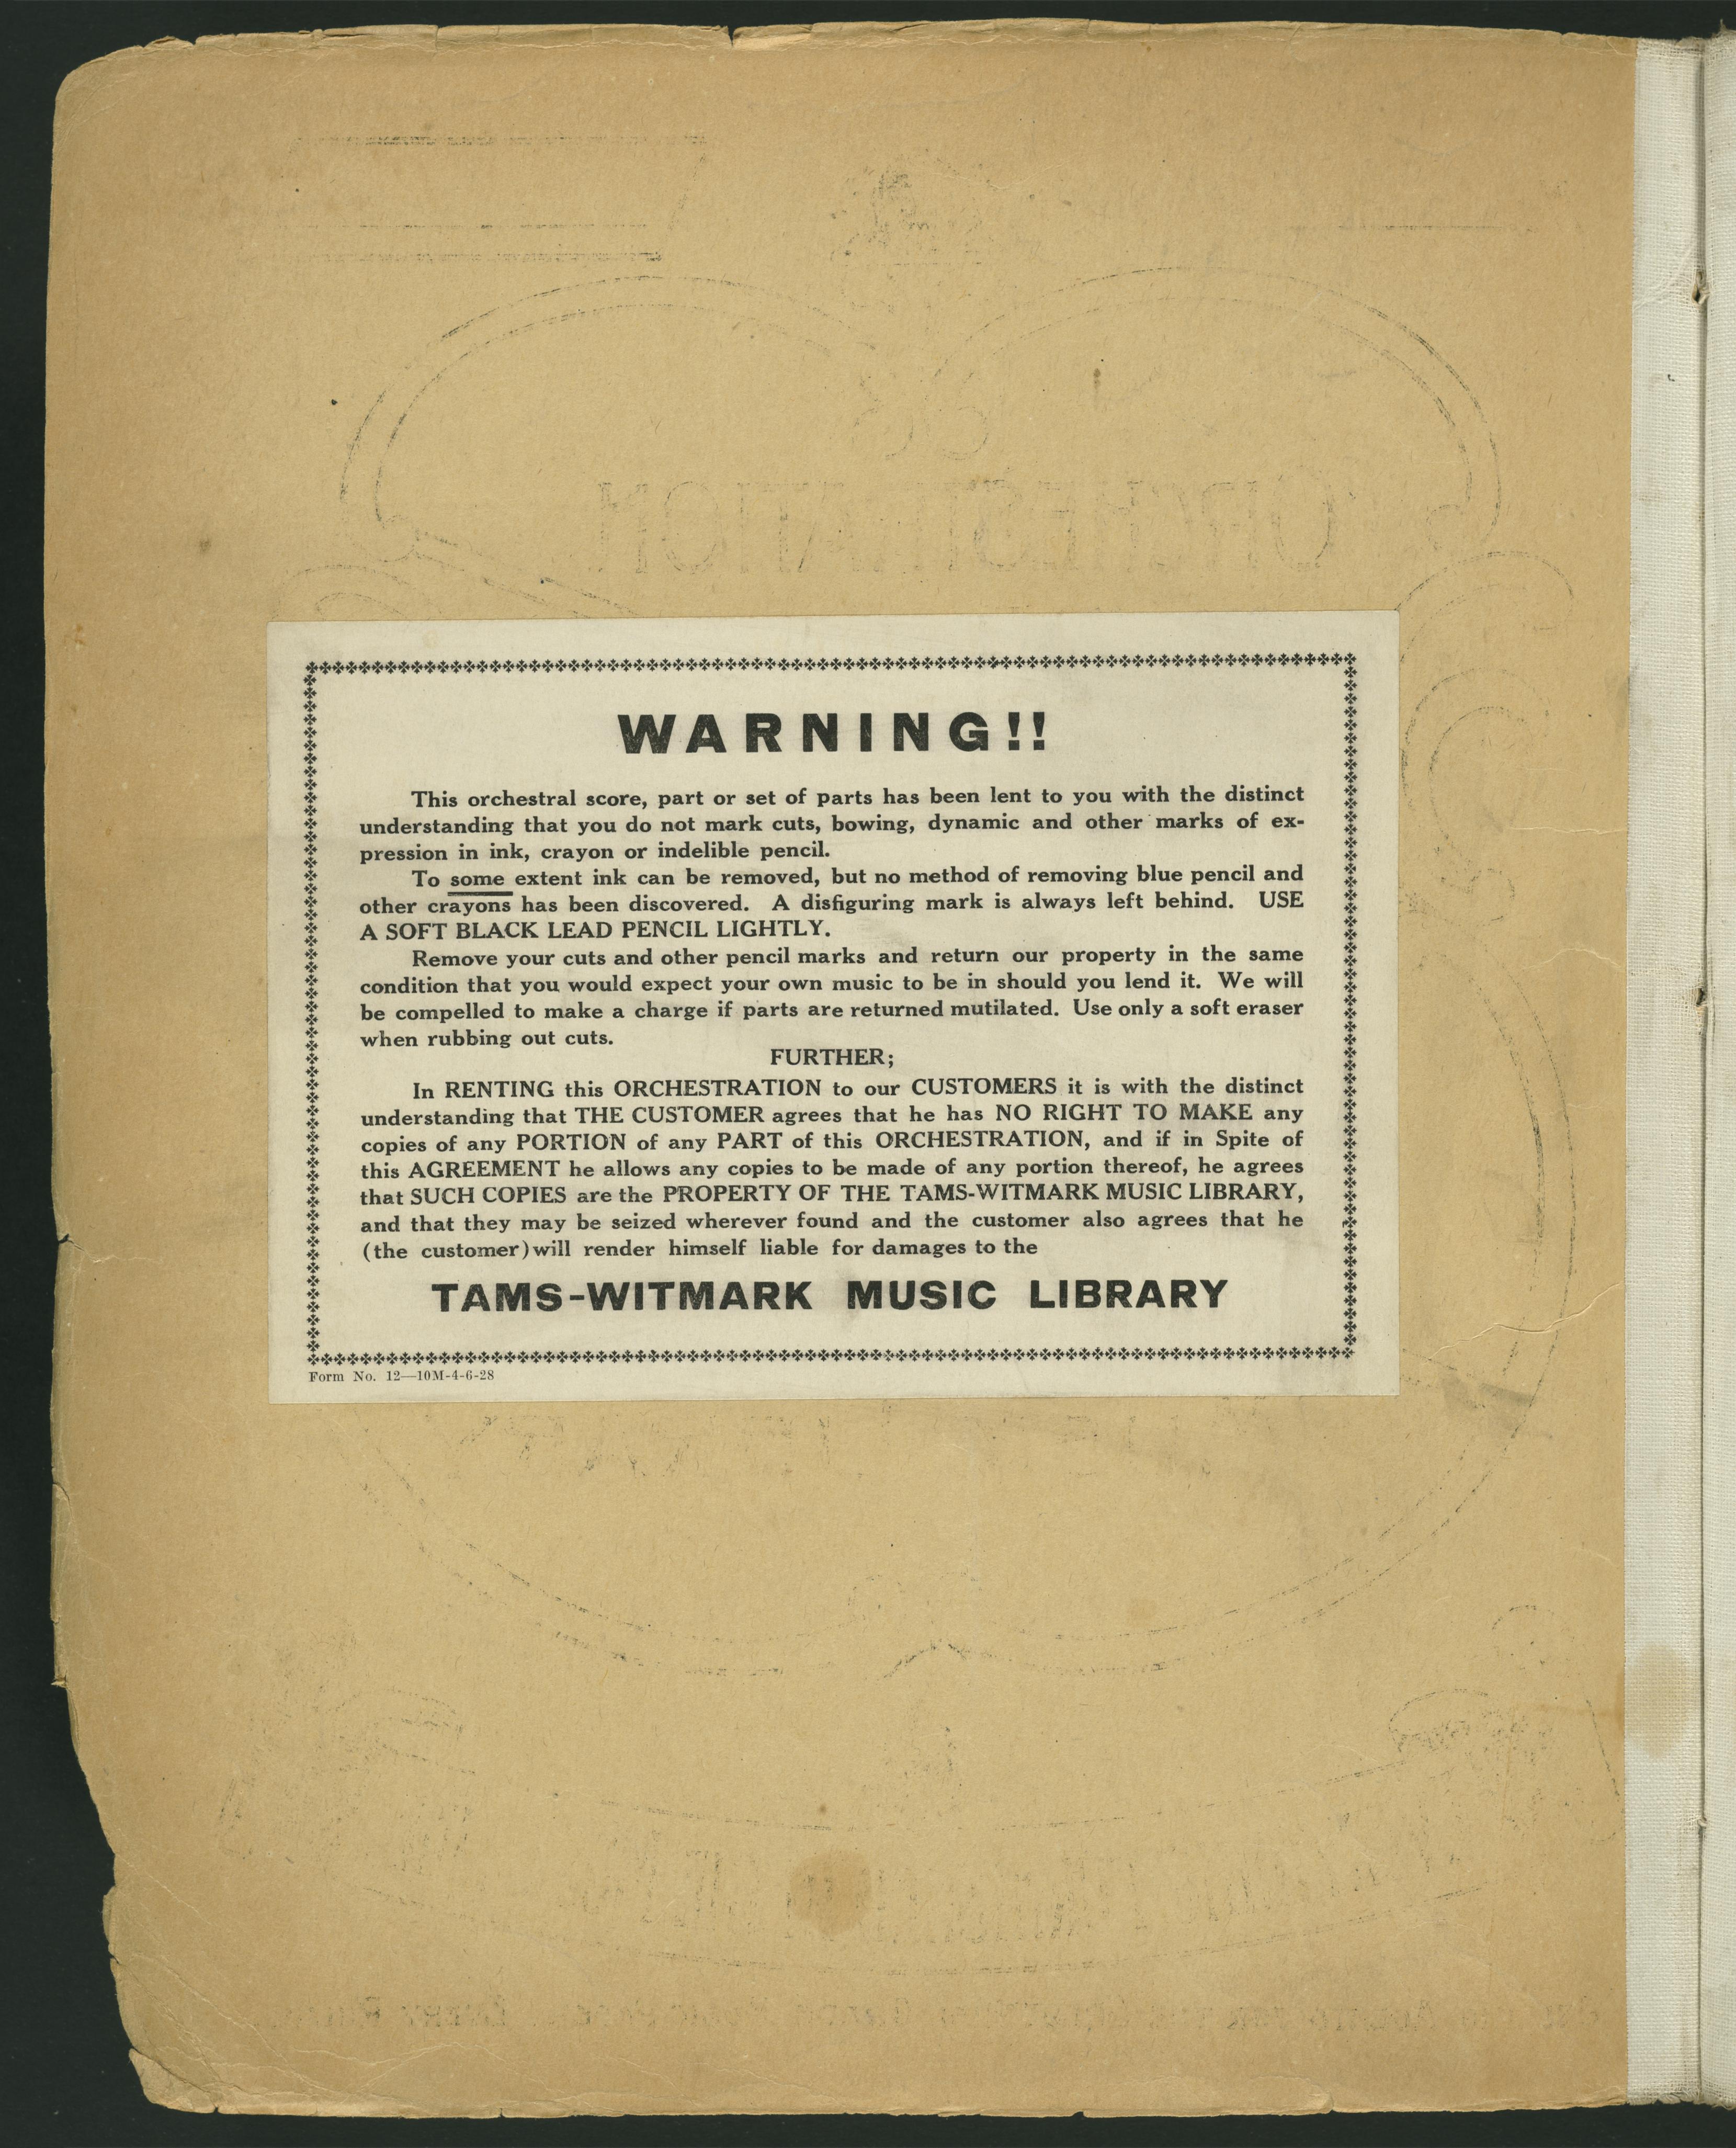 WARNING!!
This orchestral score, part or set of parts has been lent to you with the distinct
understanding that you do not mark cuts, bowing, dynamic and other marks of ex-
pression in ink, crayon or indelible pencil.
To some extent ink can be removed, but no method of removing blue pencil and
other crayons has been discovered. A disfiguring mark is always left behind. USE
A SOFT BLACK LEAD PENCIL LIGHTLY.
Remove your cuts and other pencil marks and return our property in the same
condition that you would expect your own music to be in should you lend it. We will
be compelled to make a charge if parts are returned mutilated. Use only a soft eraser
when rubbing out cuts.
FURTHER;
In RENTING this ORCHESTRATION to our CUSTOMERS it is with the distinct
understanding that THE CUSTOMER agrees that he has NO RIGHT TO MAKE any
copies of any PORTION of any PART of this ORCHESTRATION, and if in Spite of
this AGREEMENT he allows any copies to be made of any portion thereof, he agrees
that SUCH COPIES are the PROPERTY OF THE TAMS-WITMARK MUSIC LIBRARY,
and that they may be seized wherever found and the customer also agrees that he
(the customer)will render himself liable for damages to the
TAMS-WITMARK MUSIC LIBRARY
Form No. 12—10M-4-6-28